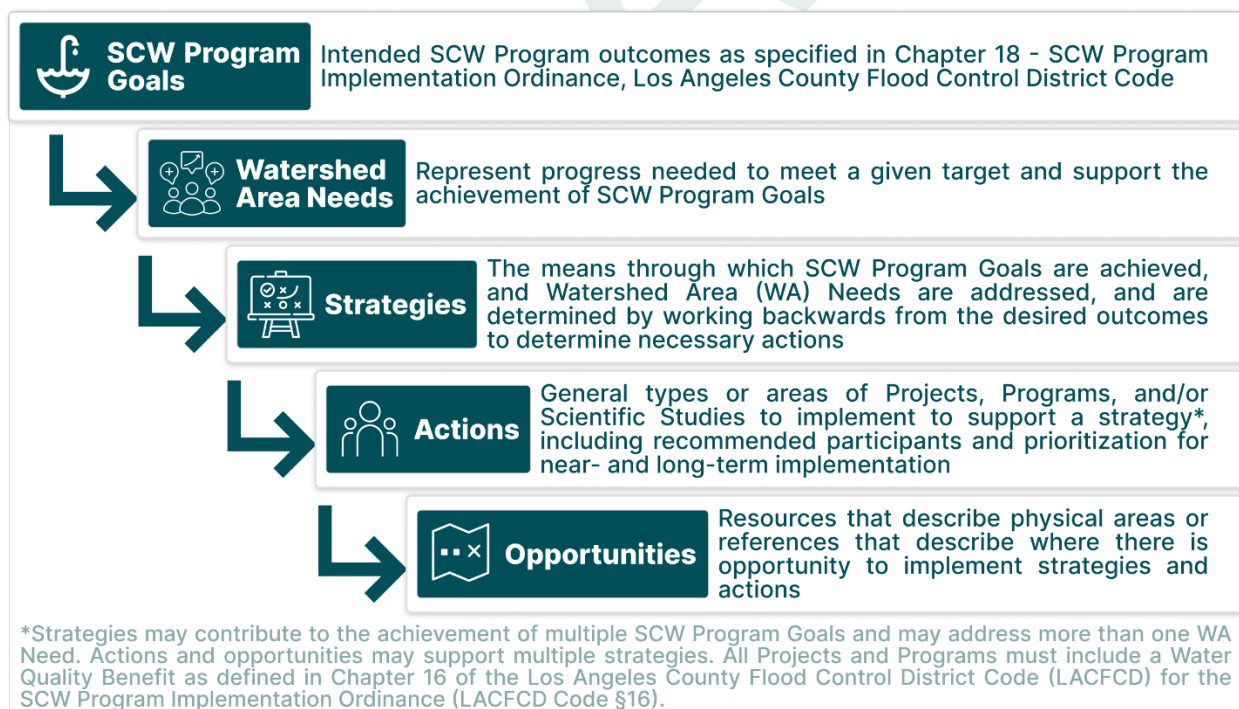 SCW Program
Goals
Intended SCW Program outcomes as specified in Chapter 18 - SCW Program
Implementation Ordinance, Los Angeles County Flood Control District Code
Watershed
Area Needs
Represent progress needed to meet a given target and support the
achievement of SCW Program Goals
Strategies
The means through which SCW Program Goals are achieved,
and Watershed Area (WA) Needs are addressed, and are
determined by working backwards from the desired outcomes
to determine necessary actions
Actions
General types or areas of Projects, Programs, and/or
Scientific Studies to implement to support a strategy*,
including recommended participants and prioritization for
near- and long-term implementation
Opportunities
Resources that describe physical areas or
references that describe where there is
opportunity to implement strategies and
actions
*Strategies may contribute to the achievement of multiple SCW Program Goals and may address more than one WA
Need. Actions and opportunities may support multiple strategies. All Projects and Programs must include a Water
Quality Benefit as defined in Chapter 16 of the Los Angeles County Flood Control District Code (LACFCD) for the
SCW Program Implementation Ordinance (LACFCD Code §16).